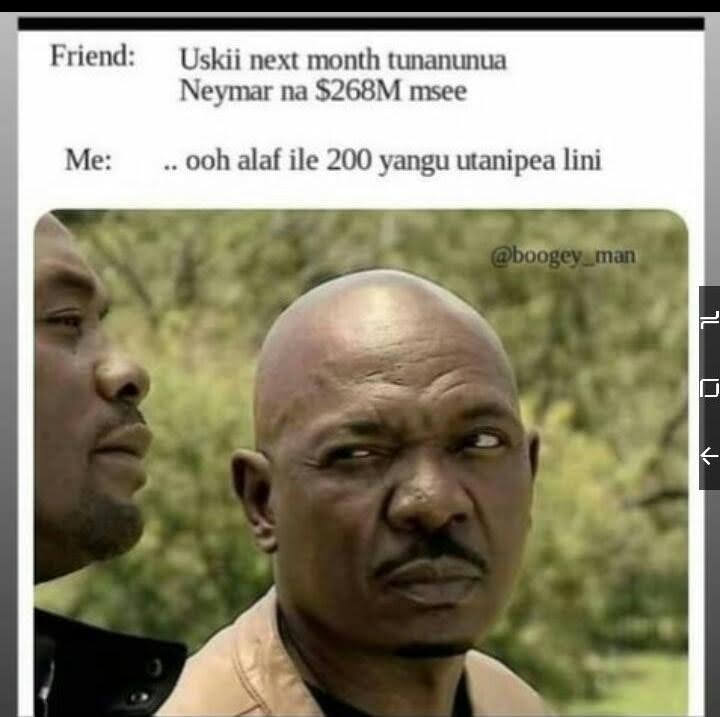 Friend: Uskii next month tunanunua
Neymar na $268M msee
Me: .. ooh alaf ile 200 yangu utanipea lini
@boogey_man